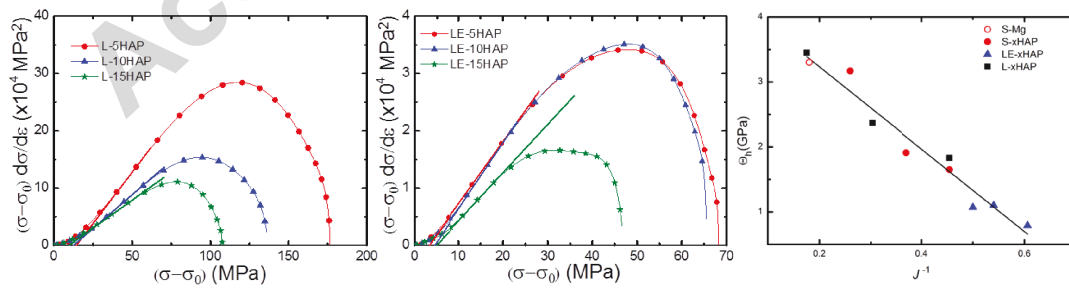 Ac
(σ−σ₀) dσ/dε (x10⁴ MPa²)
40
30
20
10
0
L-5HAP
L-10HAP
L-15HAP
0 50 100 150 200
(σ−σ₀) (MPa)
(σ−σ₀) dσ/dε (x10⁴ MPa²)
4
2
0
LE-5HAP
LE-10HAP
LE-15HAP
0 10 20 30 40 50 60 70
(σ−σ₀) (MPa)
Θh(GPa)
3
2
1
S-Mg
S-xHAP
LE-xHAP
L-xHAP
0.2 0.4 0.6
J⁻¹